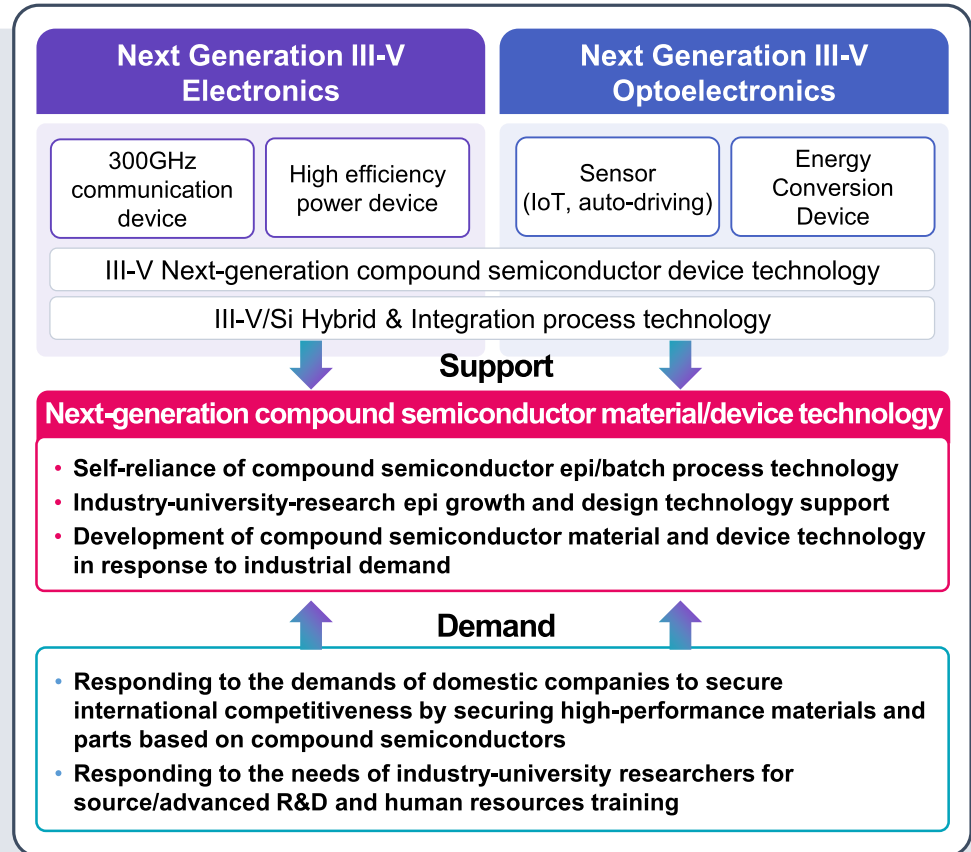 Next Generation III-V
Electronics
Next Generation III-V
Optoelectronics
300GHz
communication
device
High efficiency
power device
Sensor
(IoT, auto-driving)
Energy
Conversion
Device
III-V Next-generation compound semiconductor device technology
III-V/Si Hybrid & Integration process technology
Support
Next-generation compound semiconductor material/device technology
• Self-reliance of compound semiconductor epi/batch process technology
• Industry-university-research epi growth and design technology support
• Development of compound semiconductor material and device technology
in response to industrial demand
Demand
• Responding to the demands of domestic companies to secure
international competitiveness by securing high-performance materials and
parts based on compound semiconductors
• Responding to the needs of industry-university researchers for
source/advanced R&D and human resources training